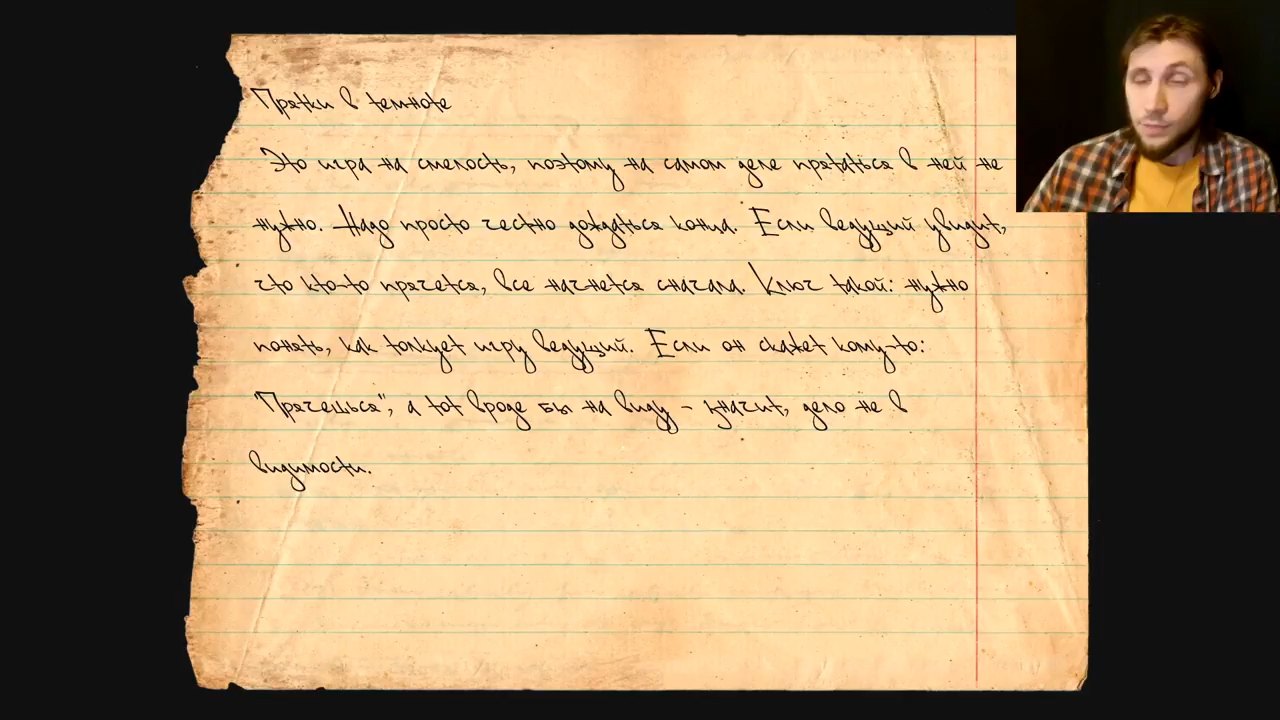 Прятки в темноте
Это игра на смелость, поэтому на самом деле прятаться в ней не
нужно. Надо просто честно дождаться конца. Если ведущий увидит,
что кто-то прячется, все начнется сначала. Ключ такой: нужно
понять, как толкует игру ведущий. Если он скажет кому-то:
"Прячешься", а тот вроде бы на виду - значит, дело не в
видимости.